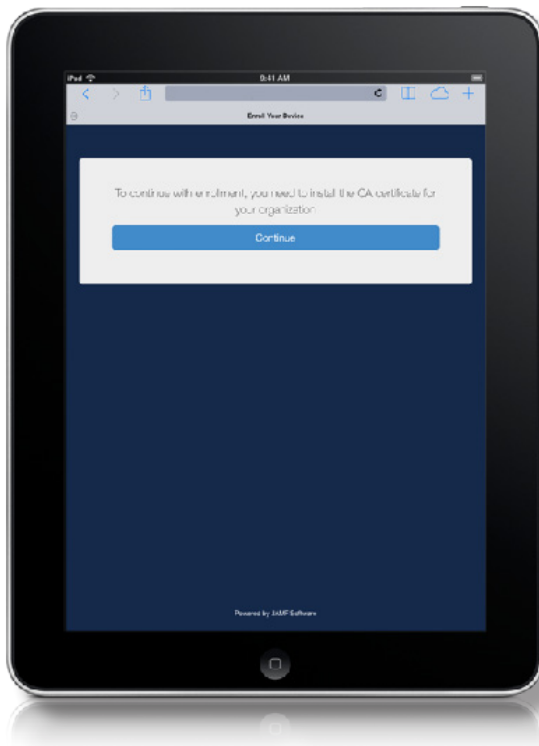 iPad
9:41 AM
Enroll Your Device
To continue with enrollment, you need to install the CA certificate for
your organization
Continue
Powered by JAMF Software